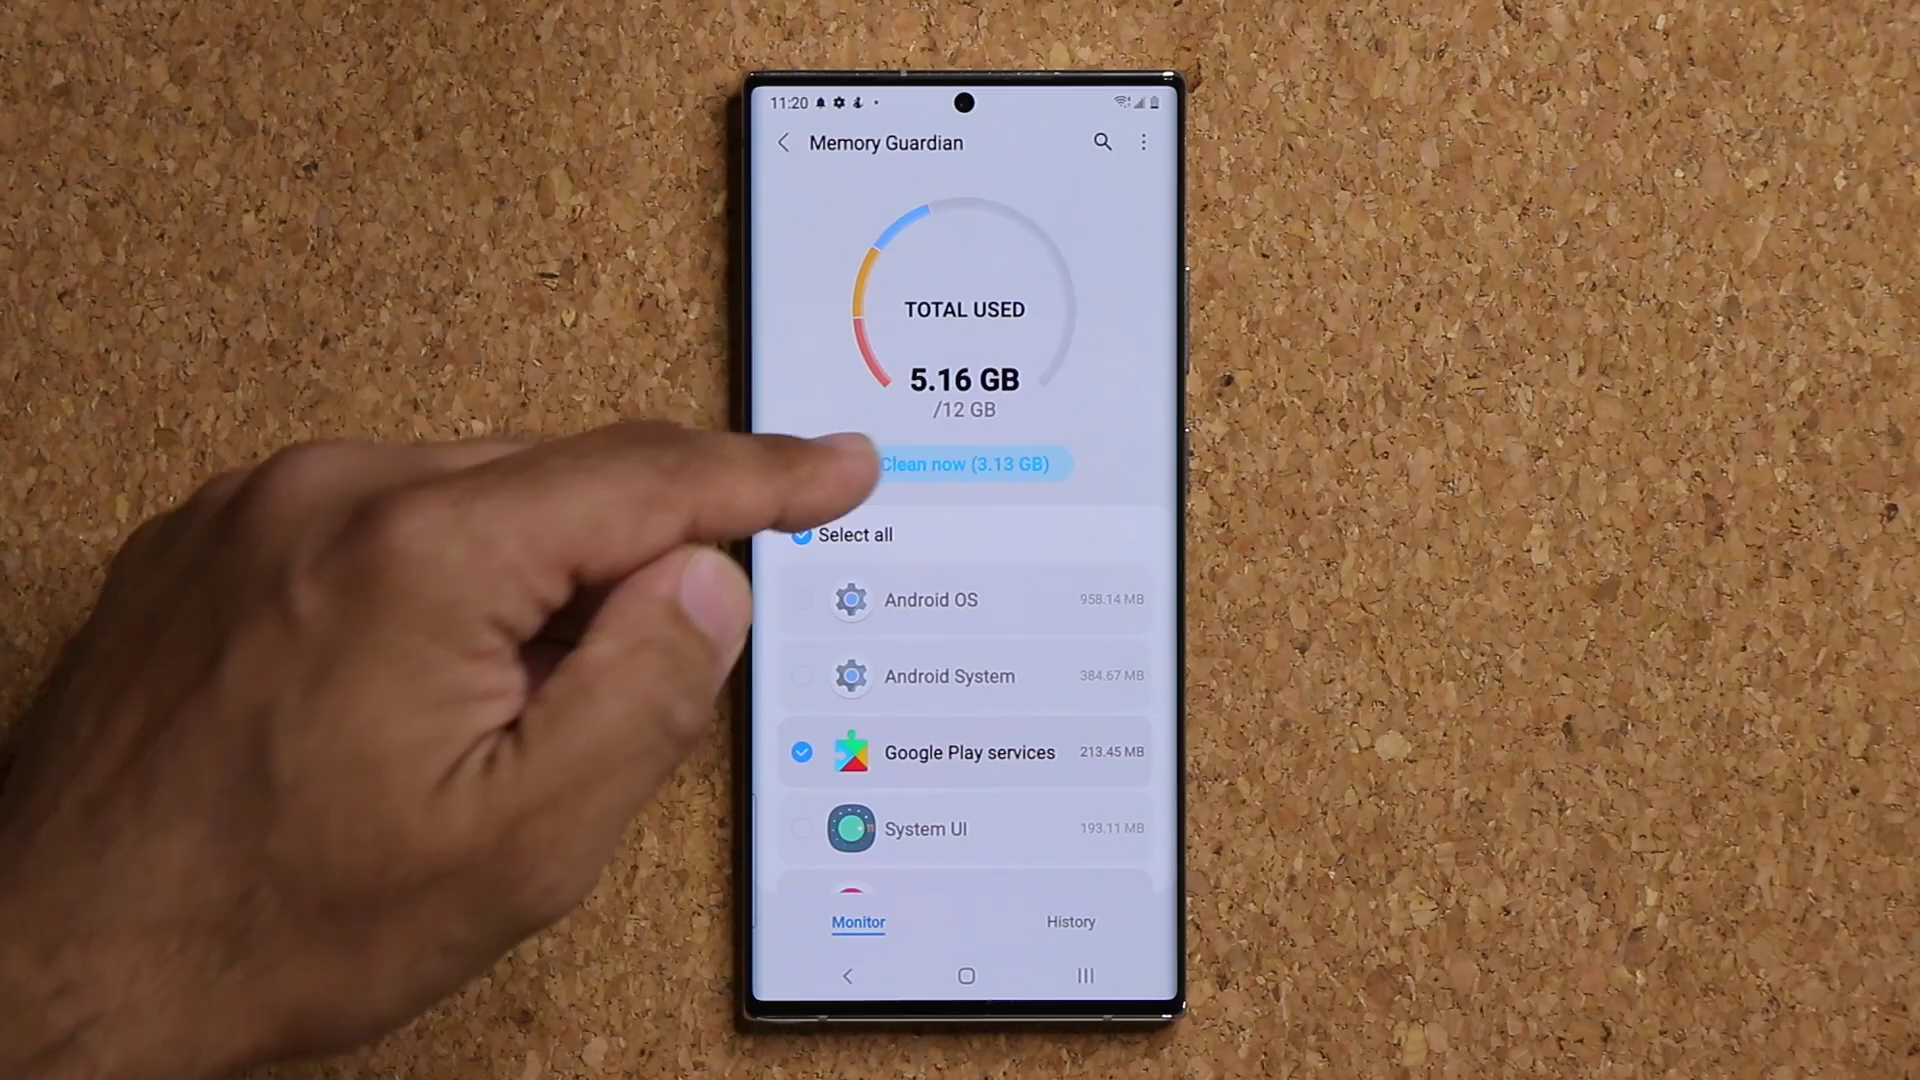 11:20
Memory Guardian
TOTAL USED
5.16 GB
/12 GB
Clean now (3.13 GB)
Select all
Android OS 958.14 MB
Android System 384.67 MB
Google Play services 213.45 MB
System UI 193.11 MB
Monitor History